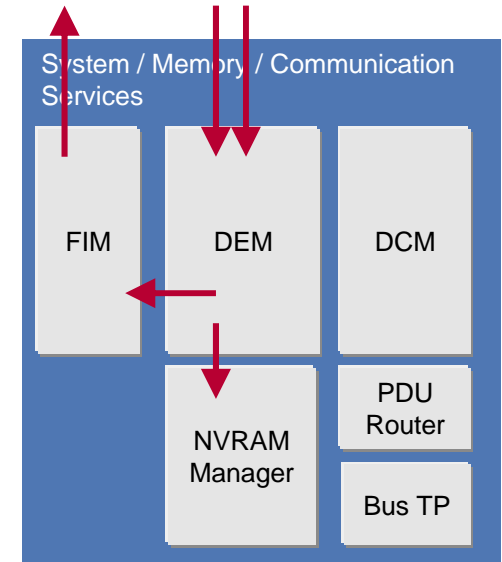 System / Memory / Communication
Services
FIM
DEM
DCM
NVRAM
Manager
PDU
Router
Bus TP